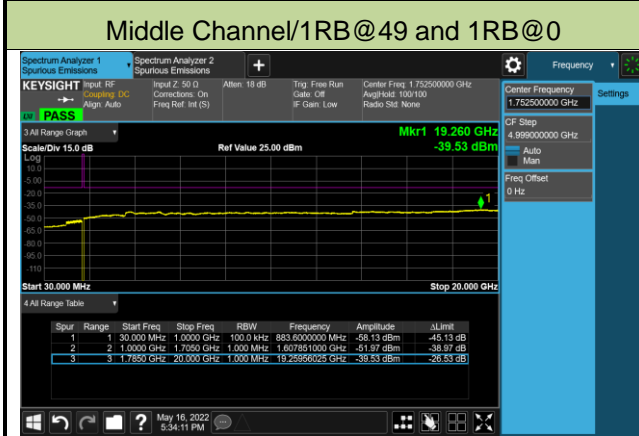 Middle Channel/1RB@49 and 1RB@0
Spectrum Analyzer 1
Spurious Emissions
Spectrum Analyzer 2
Spurious Emissions
+
Frequency
KEYSIGHT
Input: RF
Coupling: DC
Align: Auto
Input Z: 50 Ω
Corrections: On
Freq Ref: Int (S)
Atten: 18 dB
Trig: Free Run
Gate: Off
IF Gain: Low
Center Freq: 1.752500000 GHz
Avg|Hold: 100/100
Radio Std: None
LW PASS
Center Frequency
1.752500000 GHz
Settings
CF Step
4.999000000 GHz
Auto
Man
Freq Offset
0 Hz
3 All Range Graph
Mkr1 19.260 GHz
Scale/Div 15.0 dB
Ref Value 25.00 dBm
-39.53 dBm
Log
10.0
-5.00
-20.0
-35.0
-50.0
-65.0
-80.0
-95.0
-110
1
Start 30.000 MHz
Stop 20.000 GHz
4 All Range Table
Spur Range Start Freq Stop Freq RBW Frequency Amplitude ΔLimit
1 1 30.000 MHz 1.0000 GHz 100.0 kHz 883.6000000 MHz -58.13 dBm -45.13 dB
2 2 1.0000 GHz 1.7050 GHz 1.000 MHz 1.607851000 GHz -51.97 dBm -38.97 dB
3 3 1.7850 GHz 20.000 GHz 1.000 MHz 19.25956025 GHz -39.53 dBm -26.53 dB
?
May 16, 2022
5:34:11 PM